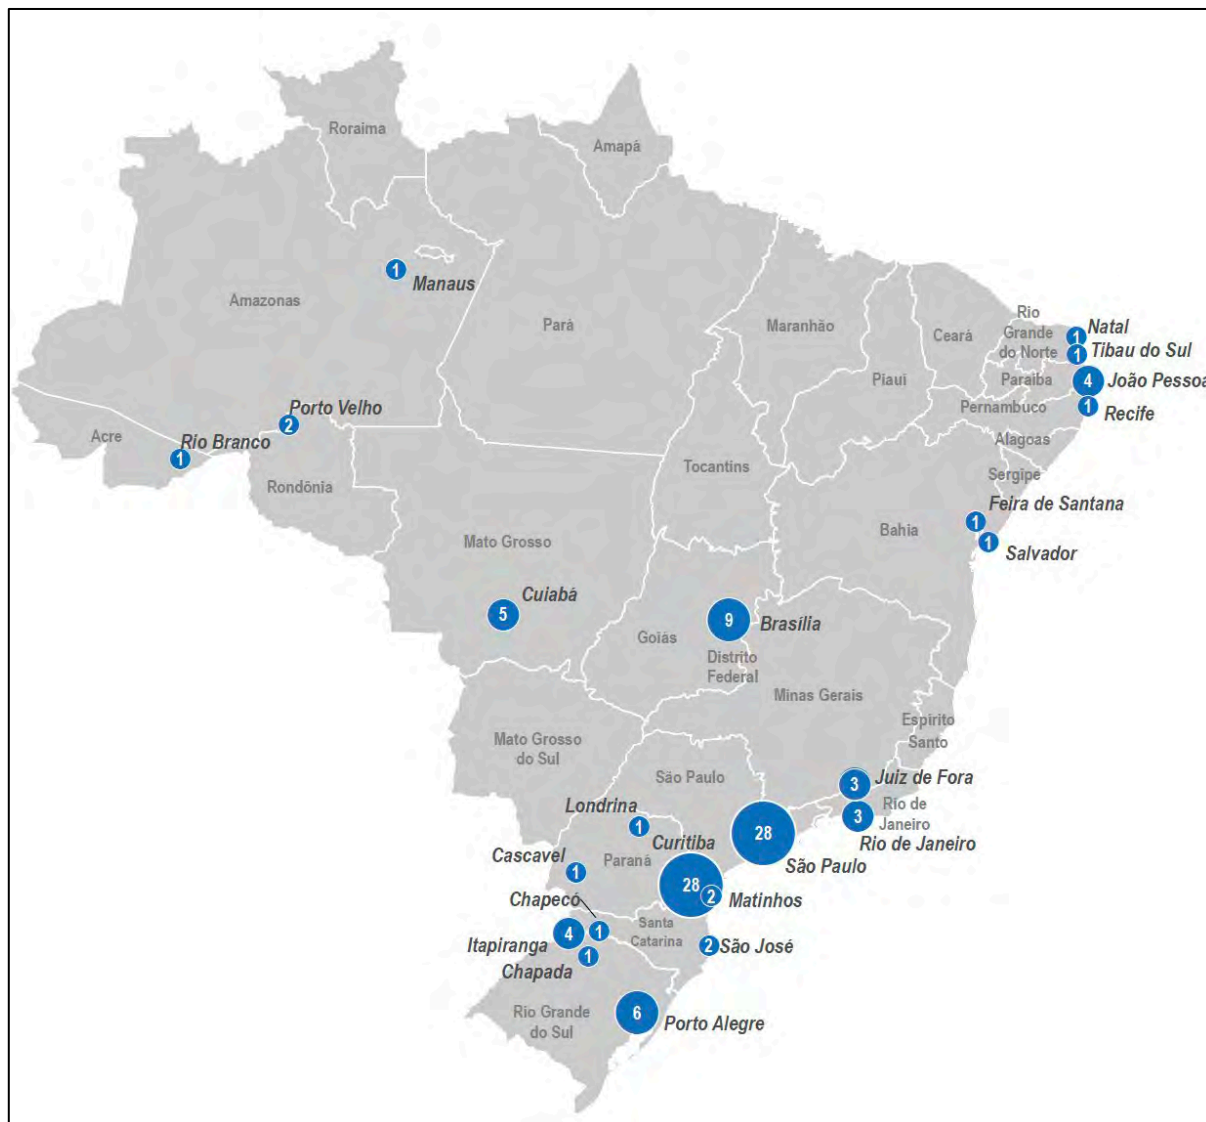 Roraima
Amapá
1
Manaus
Amazonas
Pará
Maranhão
Ceará
Rio
Grande
do Norte
1
Natal
1
Tibau do Sul
Piauí
Paraíba
4
João Pessoa
Pernambuco
1
Recife
Porto Velho
2
Acre
Rio Branco
1
Alagoas
Rondônia
Tocantins
Sergipe
Feira de Santana
1
Bahia
Mato Grosso
1
Salvador
Cuiabá
5
9
Brasília
Goiás
Distrito
Federal
Minas Gerais
Espírito
Santo
Mato Grosso
do Sul
São Paulo
Juiz de Fora
3
Londrina
1
Rio de
Janeiro
3
Rio de Janeiro
28
São Paulo
Curitiba
Cascavel
1
Paraná
28
2
Matinhos
Chapecó
Santa
Catarina
Itapiranga
4
1
2
São José
Chapada
1
Rio Grande
do Sul
6
Porto Alegre